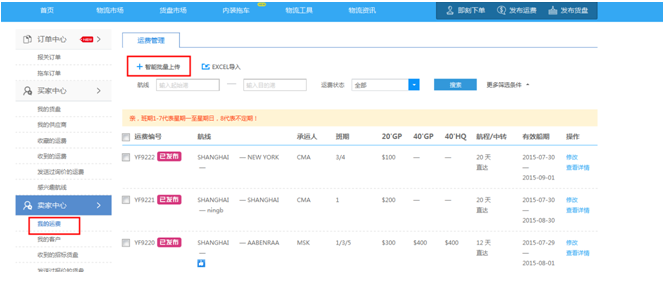 首页 物流市场 货盘市场 内装拖车 物流工具 物流资讯 即刻下单 发布运费 发布货盘
订单中心 NEW
报关订单
拖车订单
买家中心
我的货盘
我的供应商
收藏的运费
收到的运费
发送过询价的运费
感兴趣航线
卖家中心
我的运费
我的客户
收到的招标货盘
发送过报价的货盘
运费管理
智能批量上传 EXCEL导入
航线 输入起始港 — 输入目的港 运费状态 全部 搜索 更多筛选条件
亲，班期1-7代表星期一至星期日，8代表不定期！
运费编号 航线 承运人 班期 20'GP 40'GP 40'HQ 航程/中转 有效船期 操作
YF9222 已发布 SHANGHAI — NEW YORK CMA 3/4 $100 — — 20 天 2015-07-30 修改
— 直达 — 查看详情
2015-09-01
YF9221 已发布 SHANGHAI — SHANGHAI CMA 1 $200 — — 20 天 2015-07-30 修改
— ningb 直达 — 查看详情
2015-08-30
YF9220 已发布 SHANGHAI — AABENRAA MSK 1/3/5 $300 $400 $400 12 天 2015-07-29 修改
— 直达 — 查看详情
2015-08-01